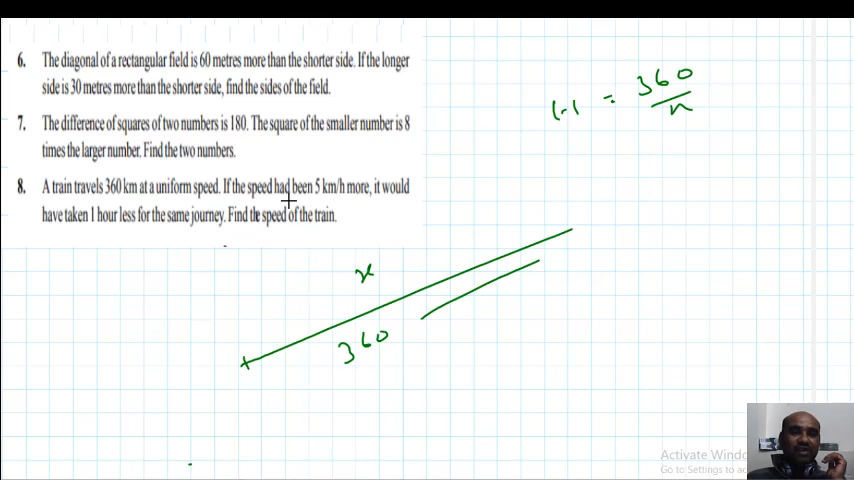 6. The diagonal of a rectangular field is 60 metres more than the shorter side. If the longer
side is 30 metres more than the shorter side, find the sides of the field.
7. The difference of squares of two numbers is 180. The square of the smaller number is 8
times the larger number. Find the two numbers.
8. A train travels 360 km at a uniform speed. If the speed had been 5 km/h more, it would
have taken 1 hour less for the same journey. Find the speed of the train.
360
=
x
x
360
Activate Windo
Go to Settings to a